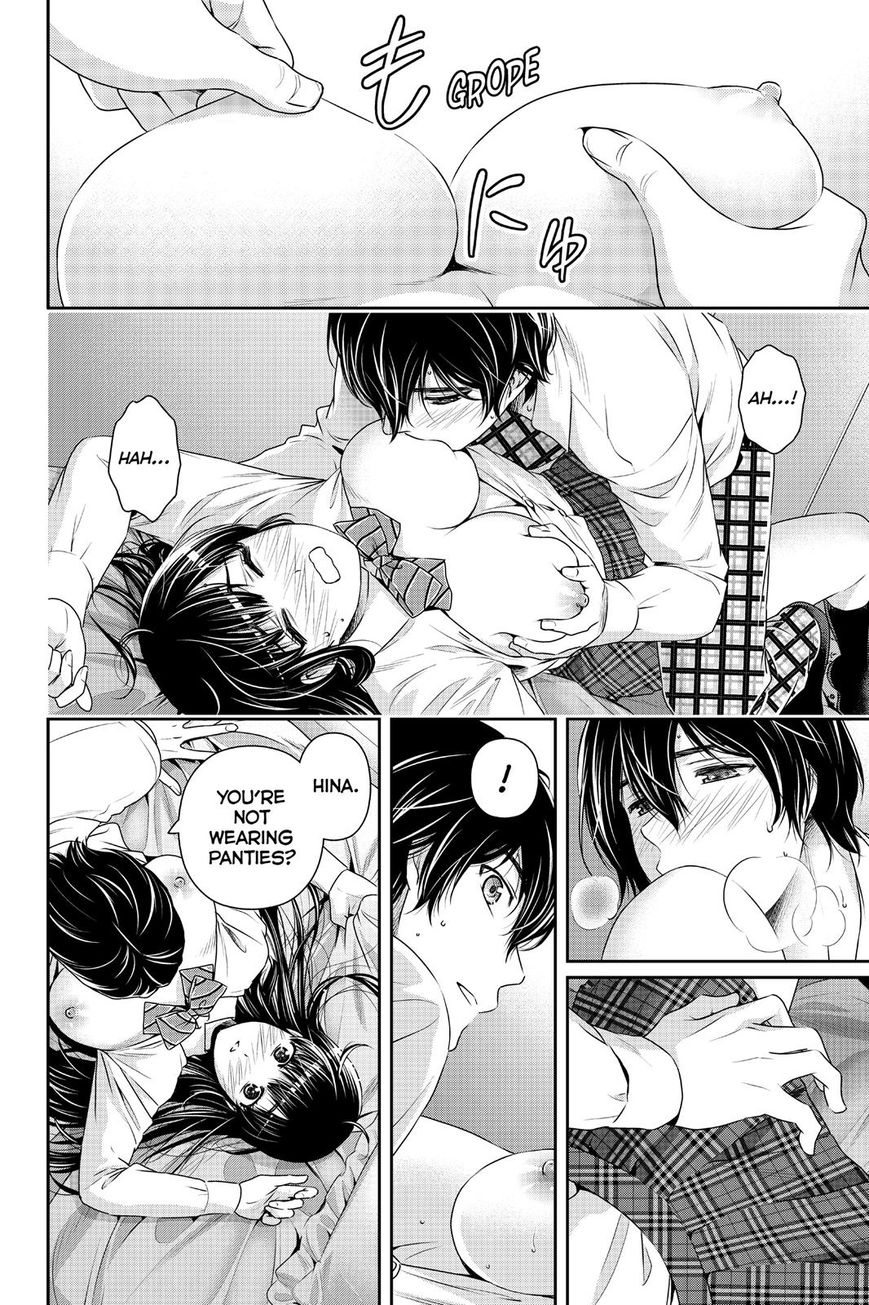 もにゅ
GROPE
AH...!
HAH...
!
HINA.
YOU'RE
NOT
WEARING
PANTIES?